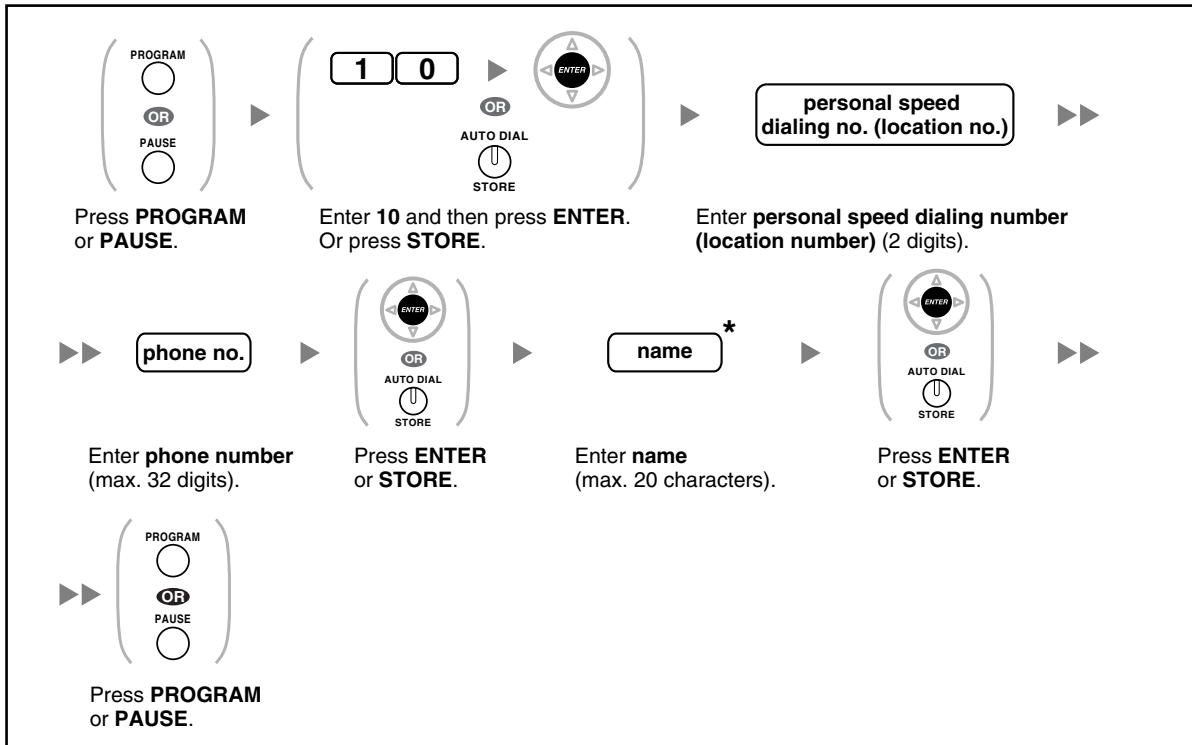 PROGRAM
OR
PAUSE
Press PROGRAM
or PAUSE.
1 0
ENTER
OR
AUTO DIAL
STORE
Enter 10 and then press ENTER.
Or press STORE.
personal speed
dialing no. (location no.)
Enter personal speed dialing number
(location number) (2 digits).
phone no.
Enter phone number
(max. 32 digits).
ENTER
OR
AUTO DIAL
STORE
Press ENTER
or STORE.
name*
Enter name
(max. 20 characters).
ENTER
OR
AUTO DIAL
STORE
Press ENTER
or STORE.
PROGRAM
OR
PAUSE
Press PROGRAM
or PAUSE.